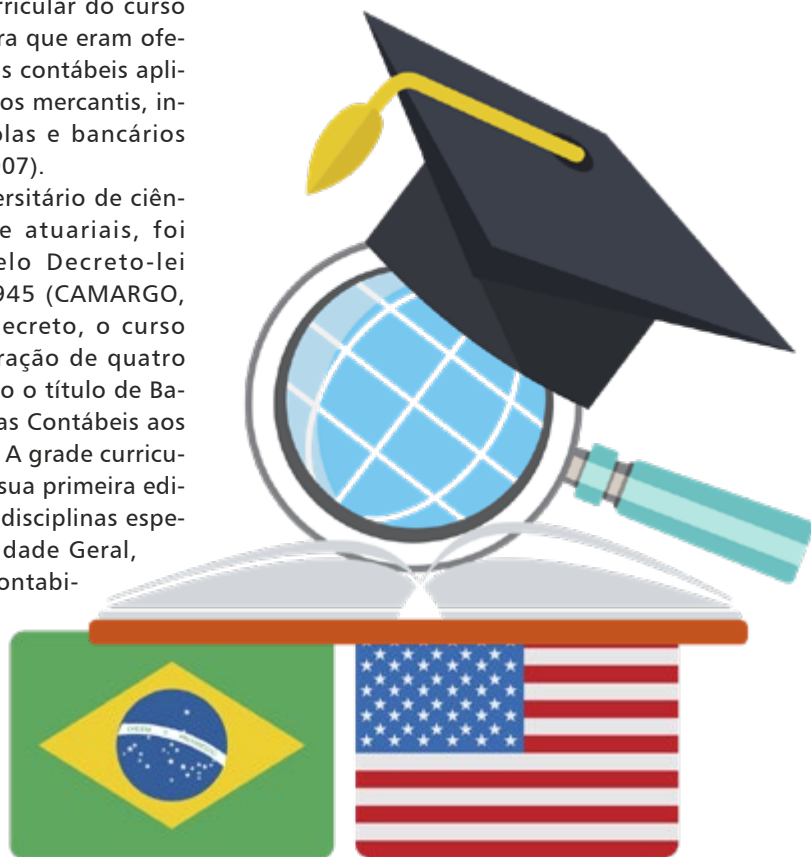 rricular do curso
ra que eram ofe-
s contábeis apli-
os mercantis, in-
olas e bancários
007).
ersitário de ciên-
e atuariais, foi
elo Decreto-lei
945 (CAMARGO,
ecreto, o curso
ração de quatro
o o título de Ba-
as Contábeis aos
A grade curricu-
sua primeira edi-
disciplinas espe-
idade Geral,
ontabi-